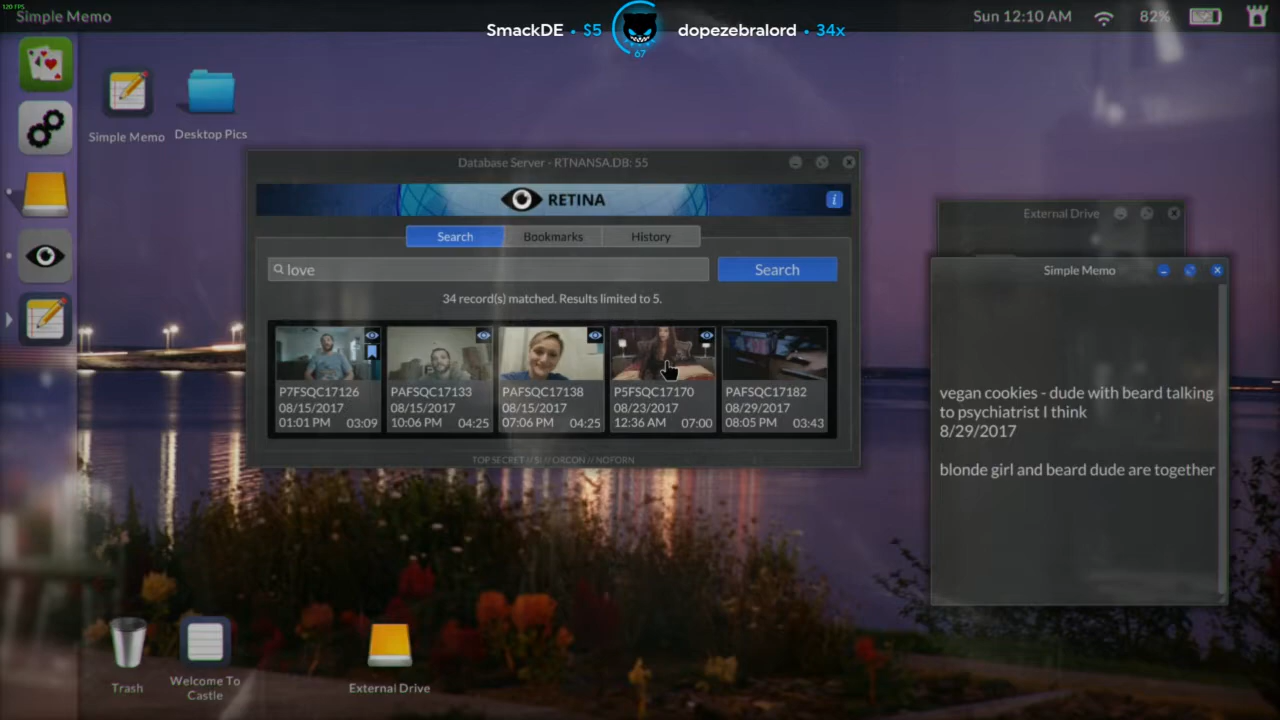 120 FPS
Simple Memo
SmackDE • $5
67
dopezebralord • 34x
Sun 12:10 AM
82%
Simple Memo
Desktop Pics
Database Server - RTNANSA.DB: 55
RETINA
i
Search
Bookmarks
History
love
Search
34 record(s) matched. Results limited to 5.
P7FSQC17126
08/15/2017
01:01 PM 03:09
PAFSQC17133
08/15/2017
10:06 PM 04:25
PAFSQC17138
08/15/2017
07:06 PM 04:25
P5FSQC17170
08/23/2017
12:36 AM 07:00
PAFSQC17182
08/29/2017
08:05 PM 03:43
TOP SECRET // SI // ORCON // NOFORN
External Drive
Simple Memo
vegan cookies - dude with beard talking
to psychiatrist I think
8/29/2017
blonde girl and beard dude are together
Trash
Welcome To
Castle
External Drive